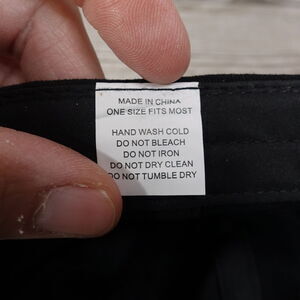 MADE IN CHINA
ONE SIZE FITS MOST
HAND WASH COLD
DO NOT BLEACH
DO NOT IRON
DO NOT DRY CLEAN
DO NOT TUMBLE DRY